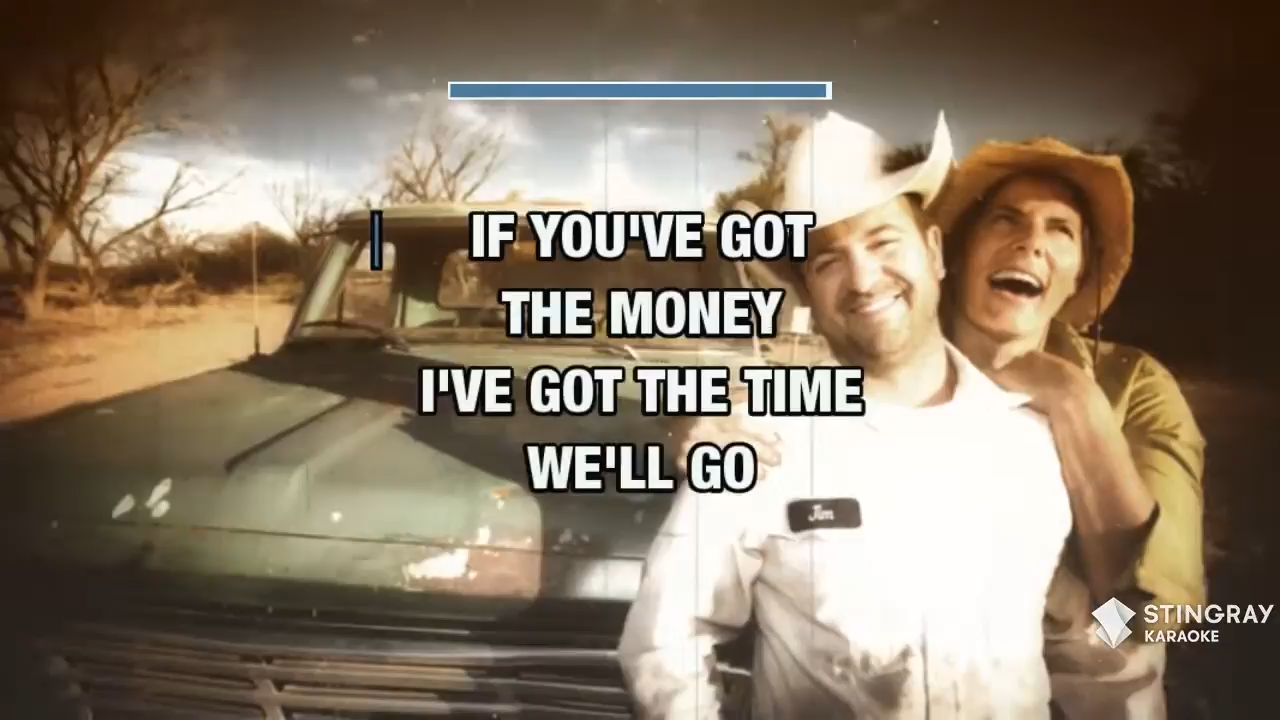 IF YOU'VE GOT
THE MONEY
I'VE GOT THE TIME
WE'LL GO
Jim
STINGRAY
KARAOKE